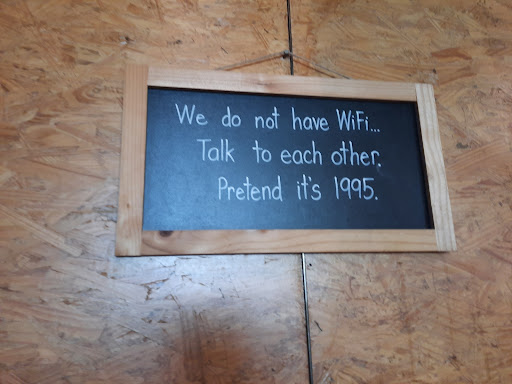 We do not have WiFi...
Talk to each other.
Pretend it's 1995.